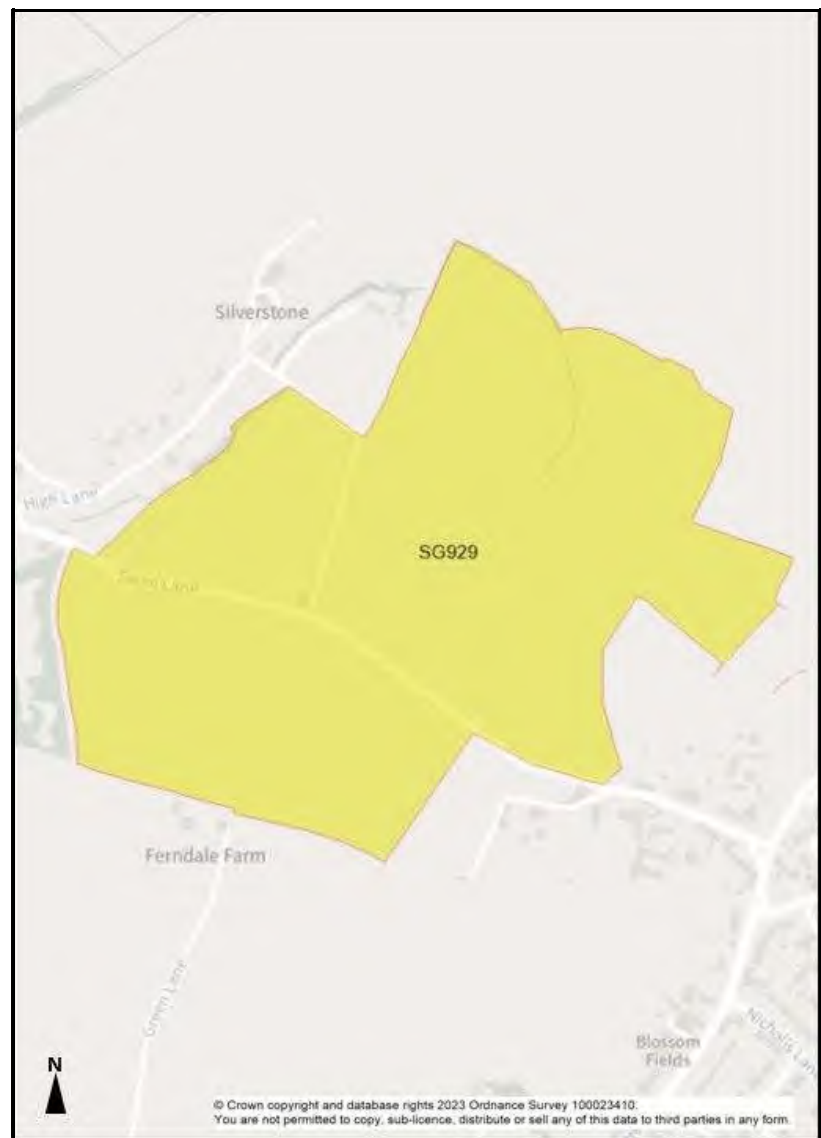 Silverstone
High Lane
SG929
Ferndale Farm
Green Lane
Blossom
Fields
Nicholls Lane
N
© Crown copyright and database rights 2023 Ordnance Survey 100023410.
You are not permitted to copy, sub-licence, distribute or sell any of this data to third parties in any form.